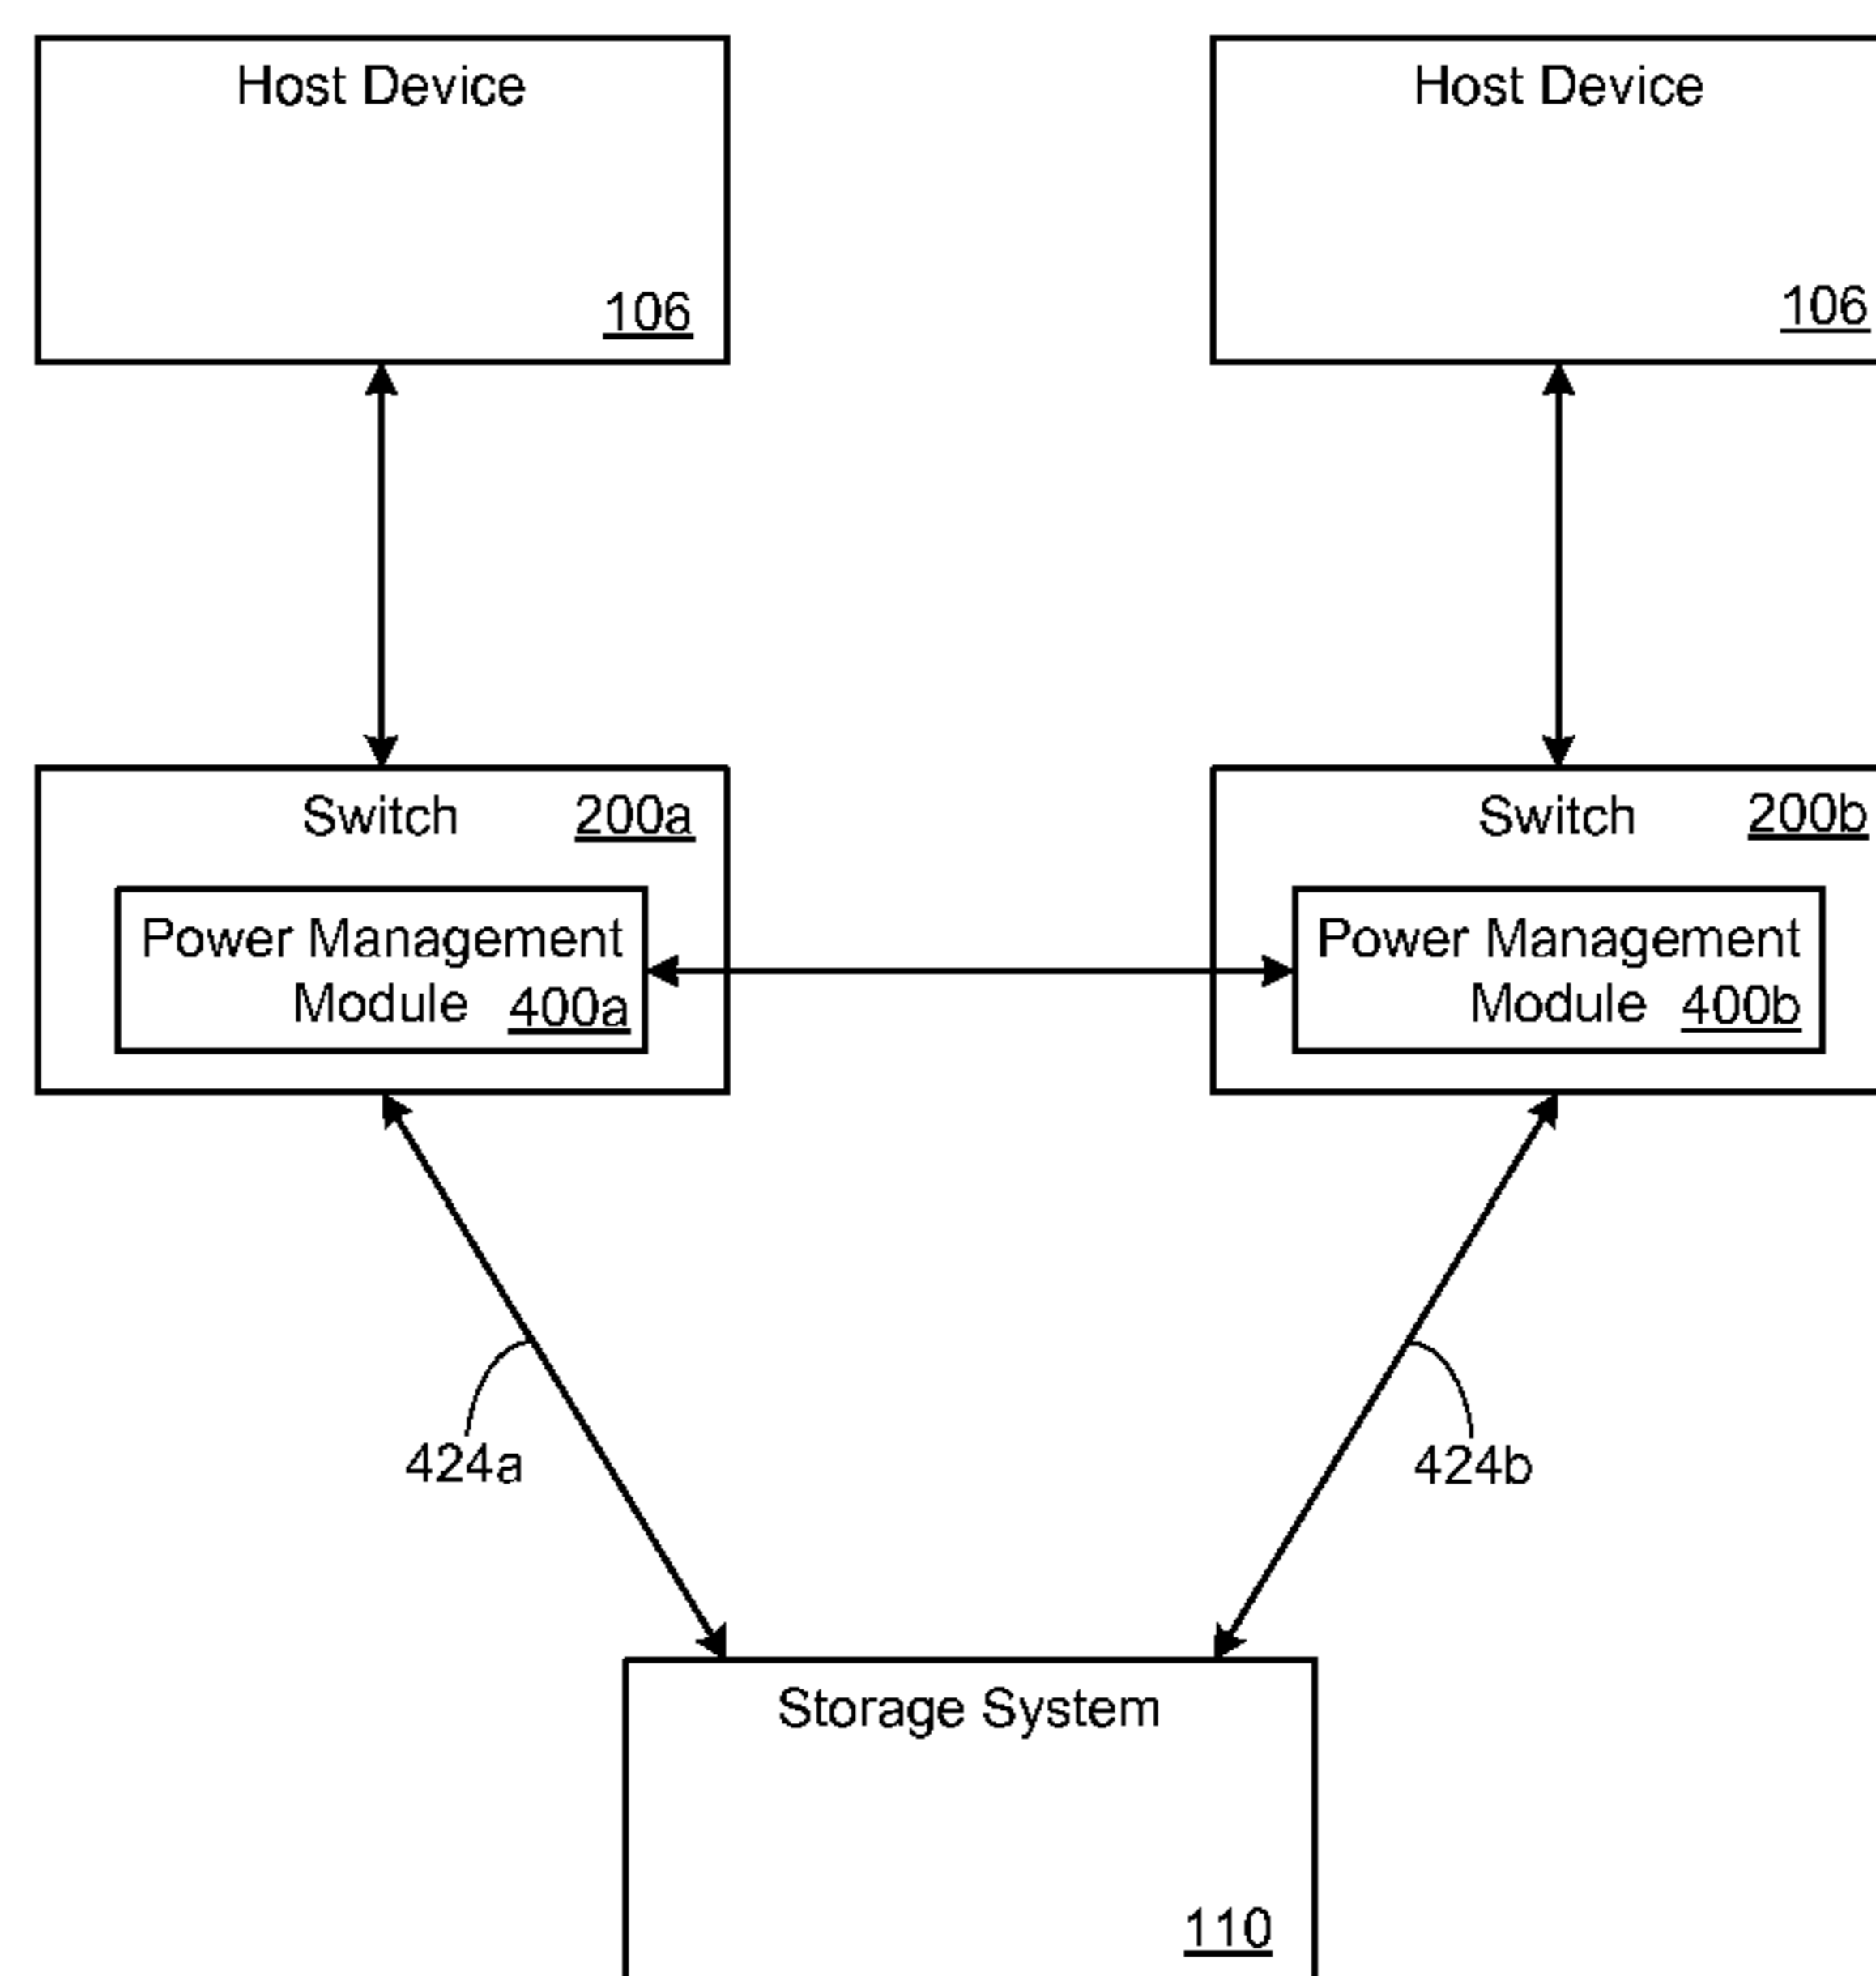 Host Device
106
Host Device
106
Switch 200a
Power Management
Module 400a
Switch 200b
Power Management
Module 400b
424a
424b
Storage System
110